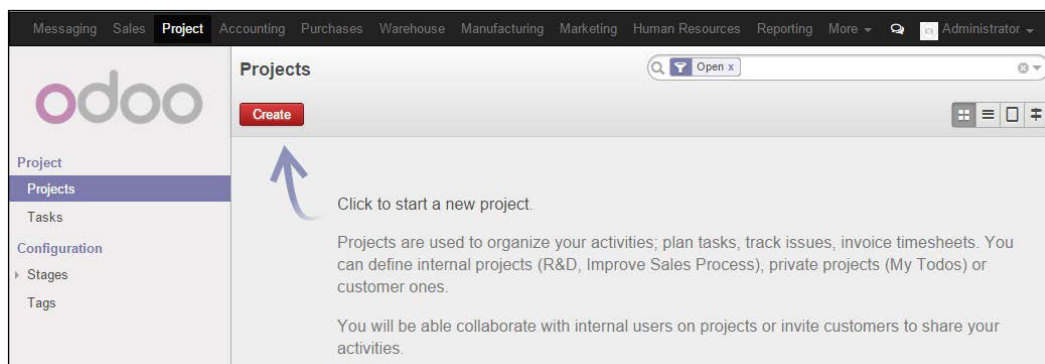 Messaging Sales Project Accounting Purchases Warehouse Manufacturing Marketing Human Resources Reporting More Administrator
odoo
Projects
Open x
Create
Project
Projects
Tasks
Configuration
Stages
Tags
Click to start a new project.
Projects are used to organize your activities; plan tasks, track issues, invoice timesheets. You
can define internal projects (R&D, Improve Sales Process), private projects (My Todos) or
customer ones.
You will be able collaborate with internal users on projects or invite customers to share your
activities.